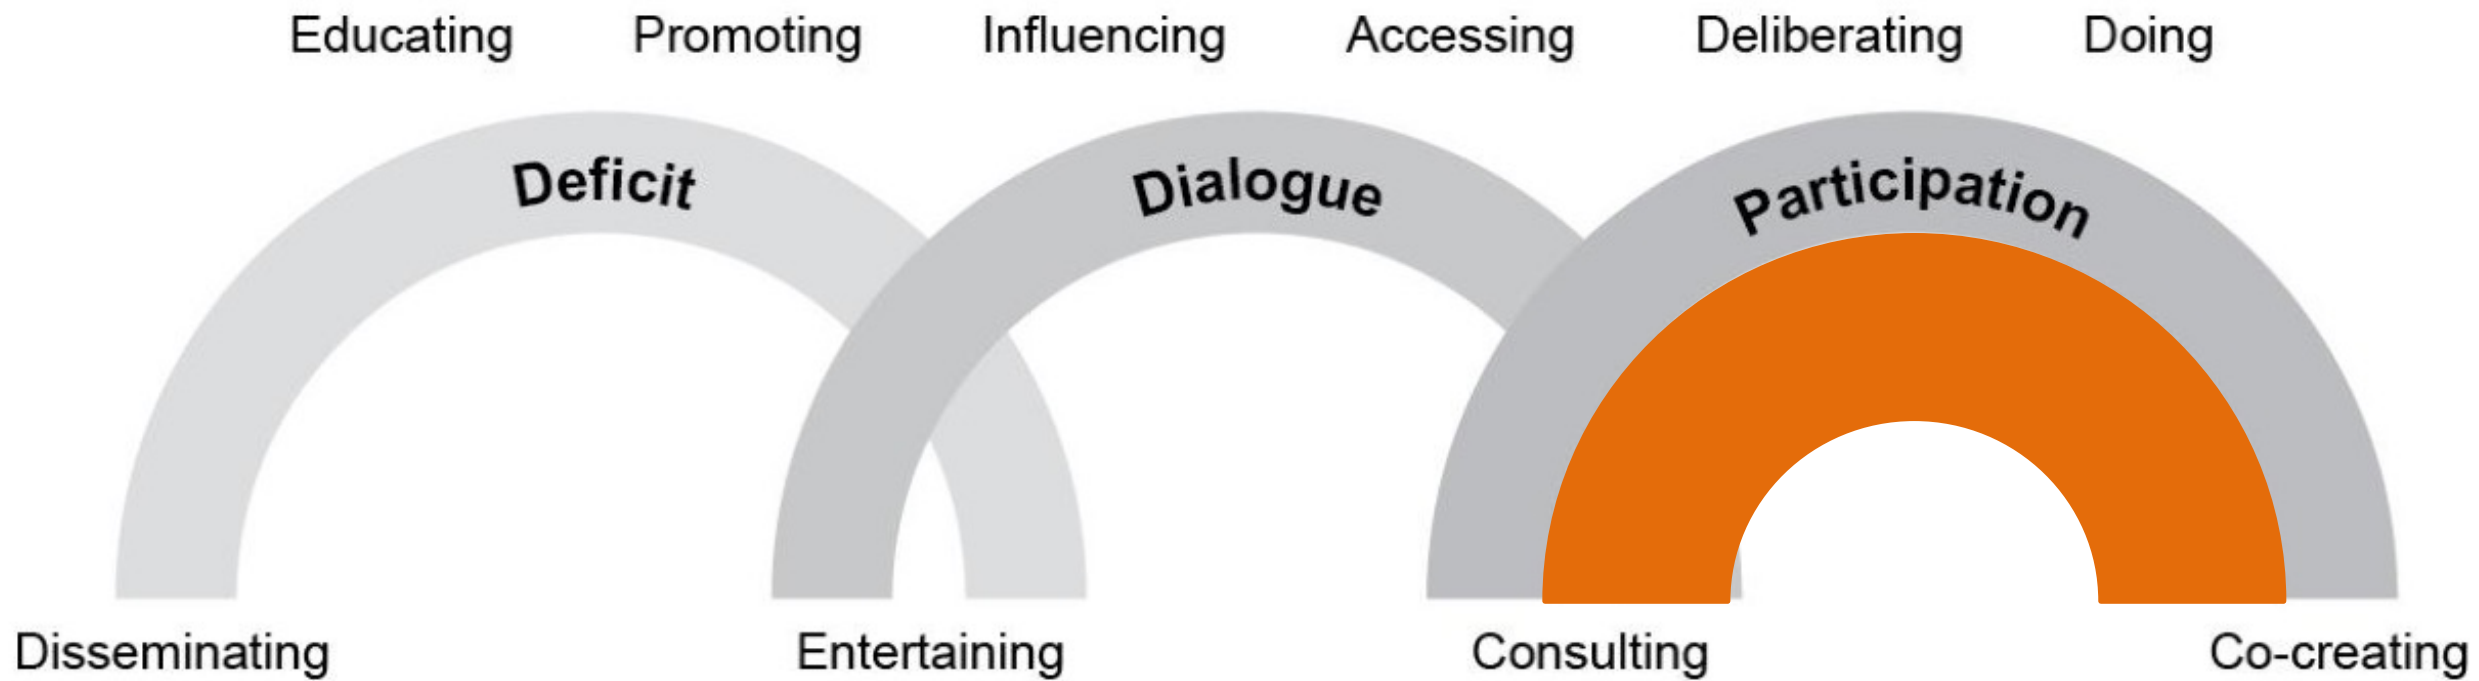 Educating Promoting Influencing Accessing Deliberating Doing
Deficit Dialogue Participation
Disseminating Entertaining Consulting Co-creating